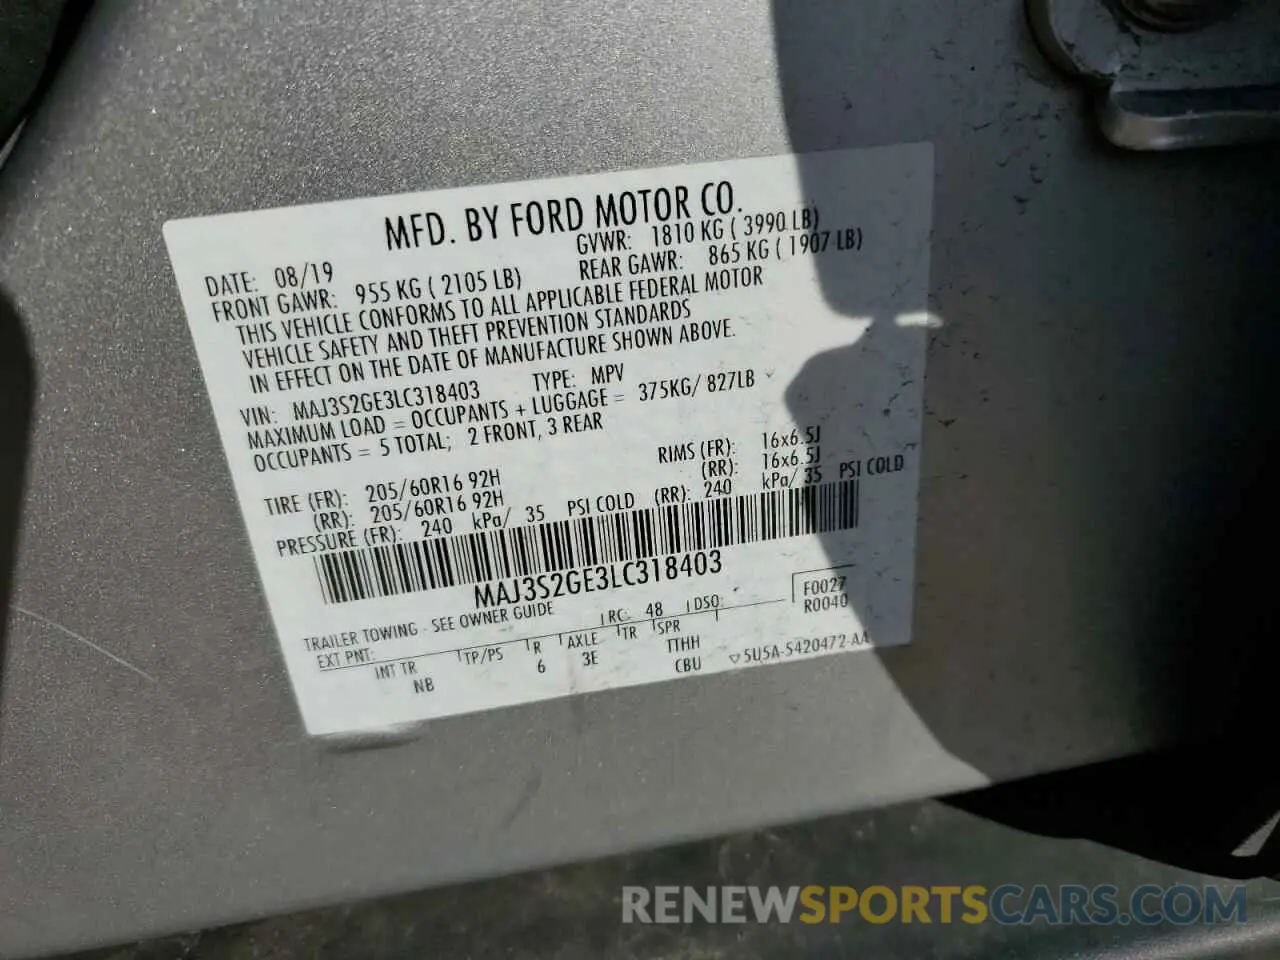 MFD. BY FORD MOTOR CO.
DATE: 08/19 GVWR: 1810 KG ( 3990 LB)
FRONT GAWR: 955 KG ( 2105 LB) REAR GAWR: 865 KG ( 1907 LB)
THIS VEHICLE CONFORMS TO ALL APPLICABLE FEDERAL MOTOR
VEHICLE SAFETY AND THEFT PREVENTION STANDARDS
IN EFFECT ON THE DATE OF MANUFACTURE SHOWN ABOVE.
VIN: MAJ3S2GE3LC318403 TYPE: MPV
MAXIMUM LOAD = OCCUPANTS + LUGGAGE = 375KG/ 827LB
OCCUPANTS = 5 TOTAL; 2 FRONT, 3 REAR
TIRE (FR): 205/60R16 92H RIMS (FR): 16x6.5J
(RR): 205/60R16 92H (RR): 16x6.5J
PRESSURE (FR): 240 kPa/ 35 PSI COLD (RR): 240 kPa/ 35 PSI COLD
MAJ3S2GE3LC318403
TRAILER TOWING - SEE OWNER GUIDE
EXT PNT: RC: 48 DSO: F0027
R0040
INT TR TP/PS R AXLE TR SPR
NB 6 3E TTHH
CBU 5U5A-5420472-AA
RENEWSPORTSCARS.COM